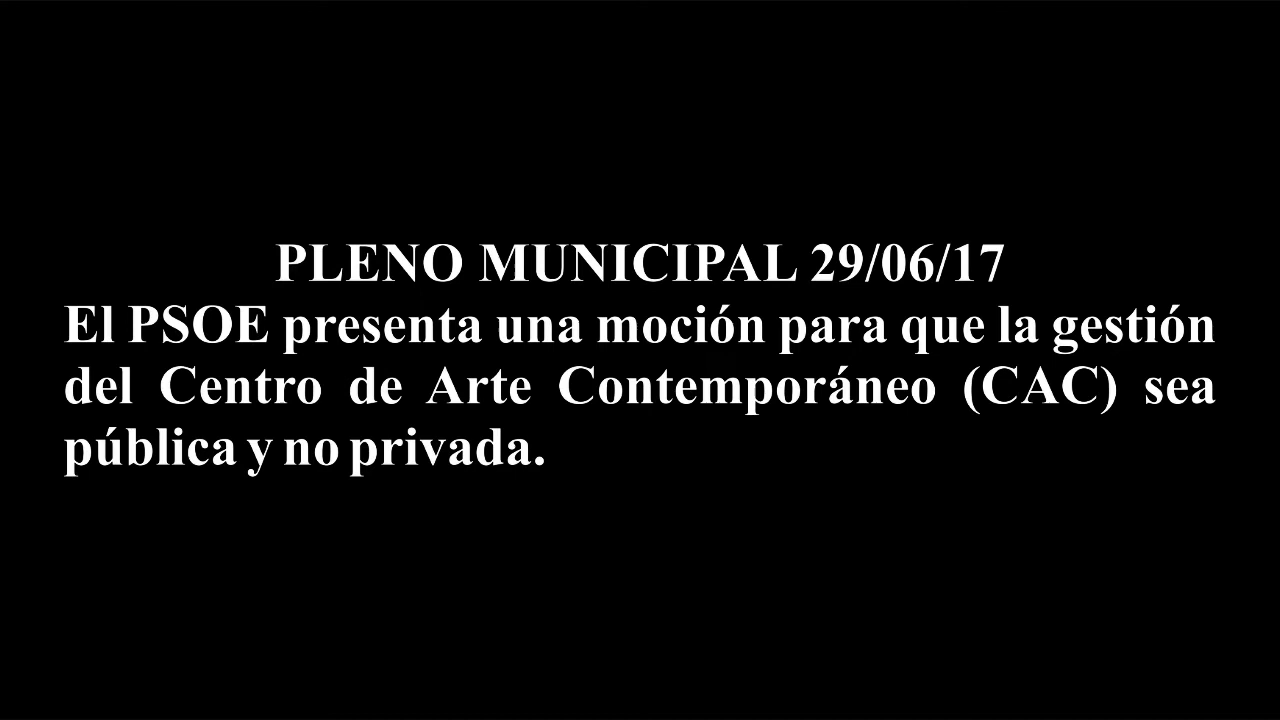 PLENO MUNICIPAL 29/06/17
El PSOE presenta una moción para que la gestión
del Centro de Arte Contemporáneo (CAC) sea
pública y no privada.